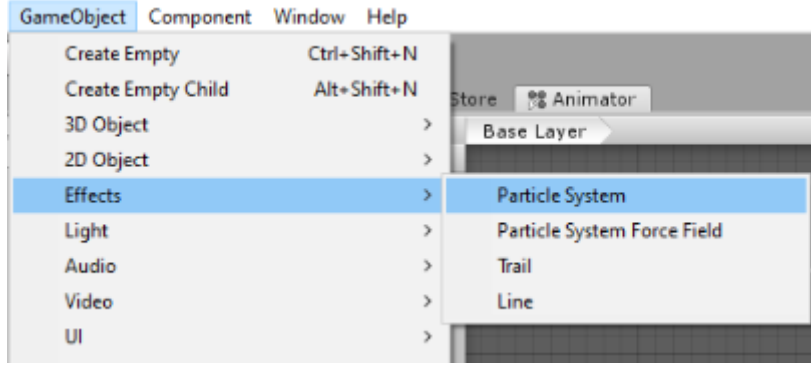 GameObject Component Window Help
Create Empty Ctrl+Shift+N
Create Empty Child Alt+Shift+N
Store Animator
3D Object >
Base Layer
2D Object >
Effects >
Particle System
Light >
Particle System Force Field
Audio >
Trail
Video >
Line
UI >